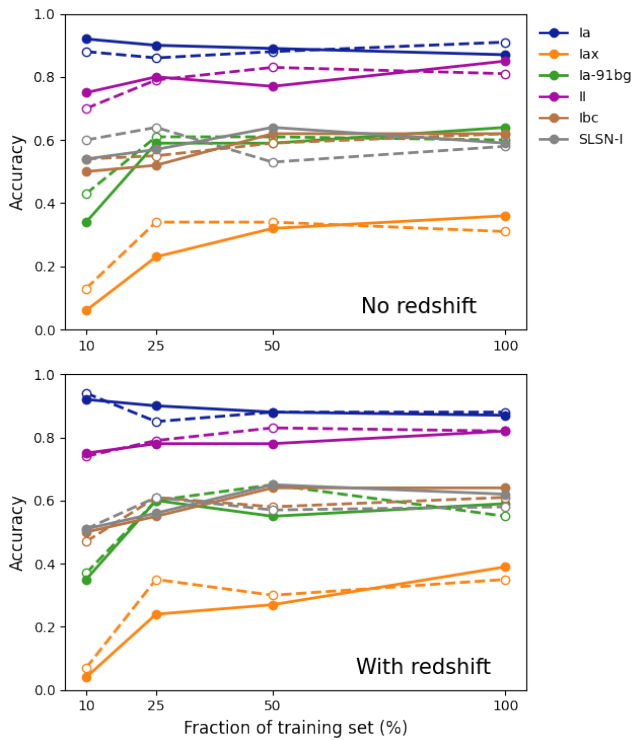 1.0
0.8
0.6
0.4
0.2
0.0
Accuracy
10 25 50 100
No redshift
Ia
Iax
Ia-91bg
II
Ibc
SLSN-I
1.0
0.8
0.6
0.4
0.2
0.0
Accuracy
10 25 50 100
With redshift
Fraction of training set (%)